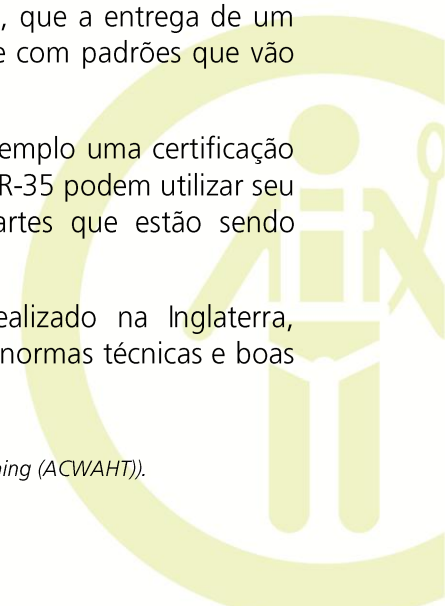 , que a entrega de um
e com padrões que vão
emplo uma certificação
R-35 podem utilizar seu
artes que estão sendo
ealizado na Inglaterra,
normas técnicas e boas
ning (ACWAHT)).